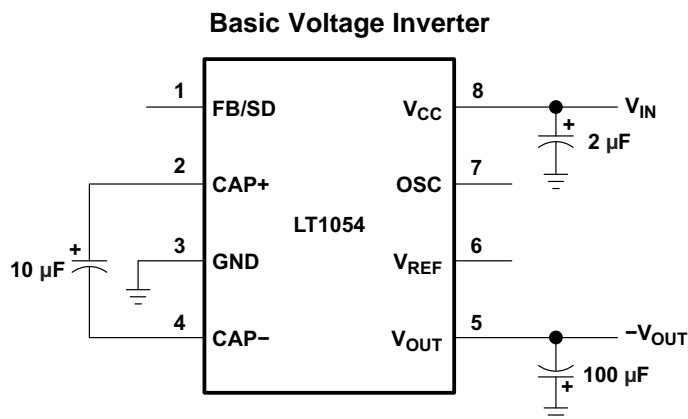 Basic Voltage Inverter
1 FB/SD VCC 8 VIN
+
2 µF
2 CAP+ OSC 7
LT1054
+
10 µF
3 GND VREF 6
4 CAP− VOUT 5 −VOUT
100 µF
+